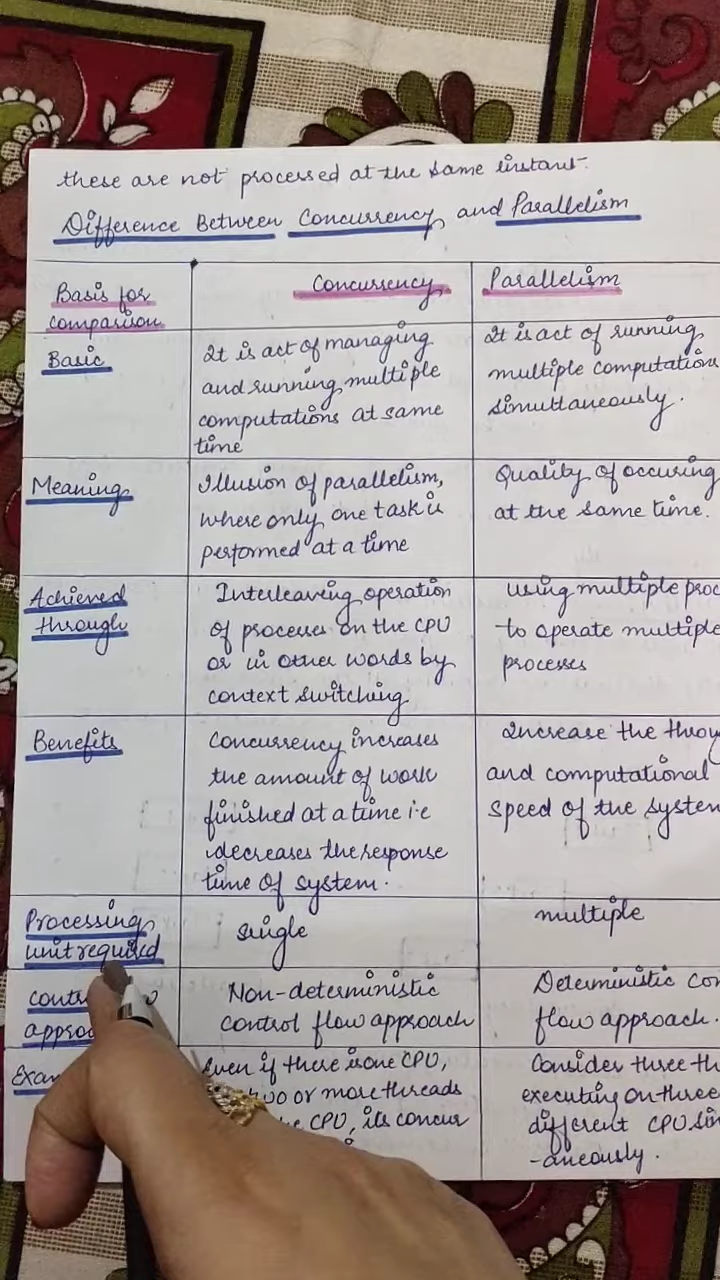 these are not processed at the same instant.
Difference Between Concurrency and Parallelism
Basis for
comparison
Concurrency
Parallelism
Basic
It is act of managing
and running multiple
computations at same
time
It is act of running
multiple computations
simultaneously.
Meaning
Illusion of parallelism,
where only one task is
performed at a time
Quality of occuring
at the same time.
Achieved
through
Interleaving operation
of processes on the CPU
or in other words by
context switching
using multiple
to operate multiple
processes
Benefits
Concurrency increases
the amount of work
finished at a time i.e
decreases the response
time of system.
Increase the
and computational
speed of the system
Processing
unit required
single
multiple
Non-deterministic
control flow approach
Deterministic
flow approach.
Even if there is one CPU,
or more threads
CPU, its concur
Consider three
executing on three
different CPU
-aneously.